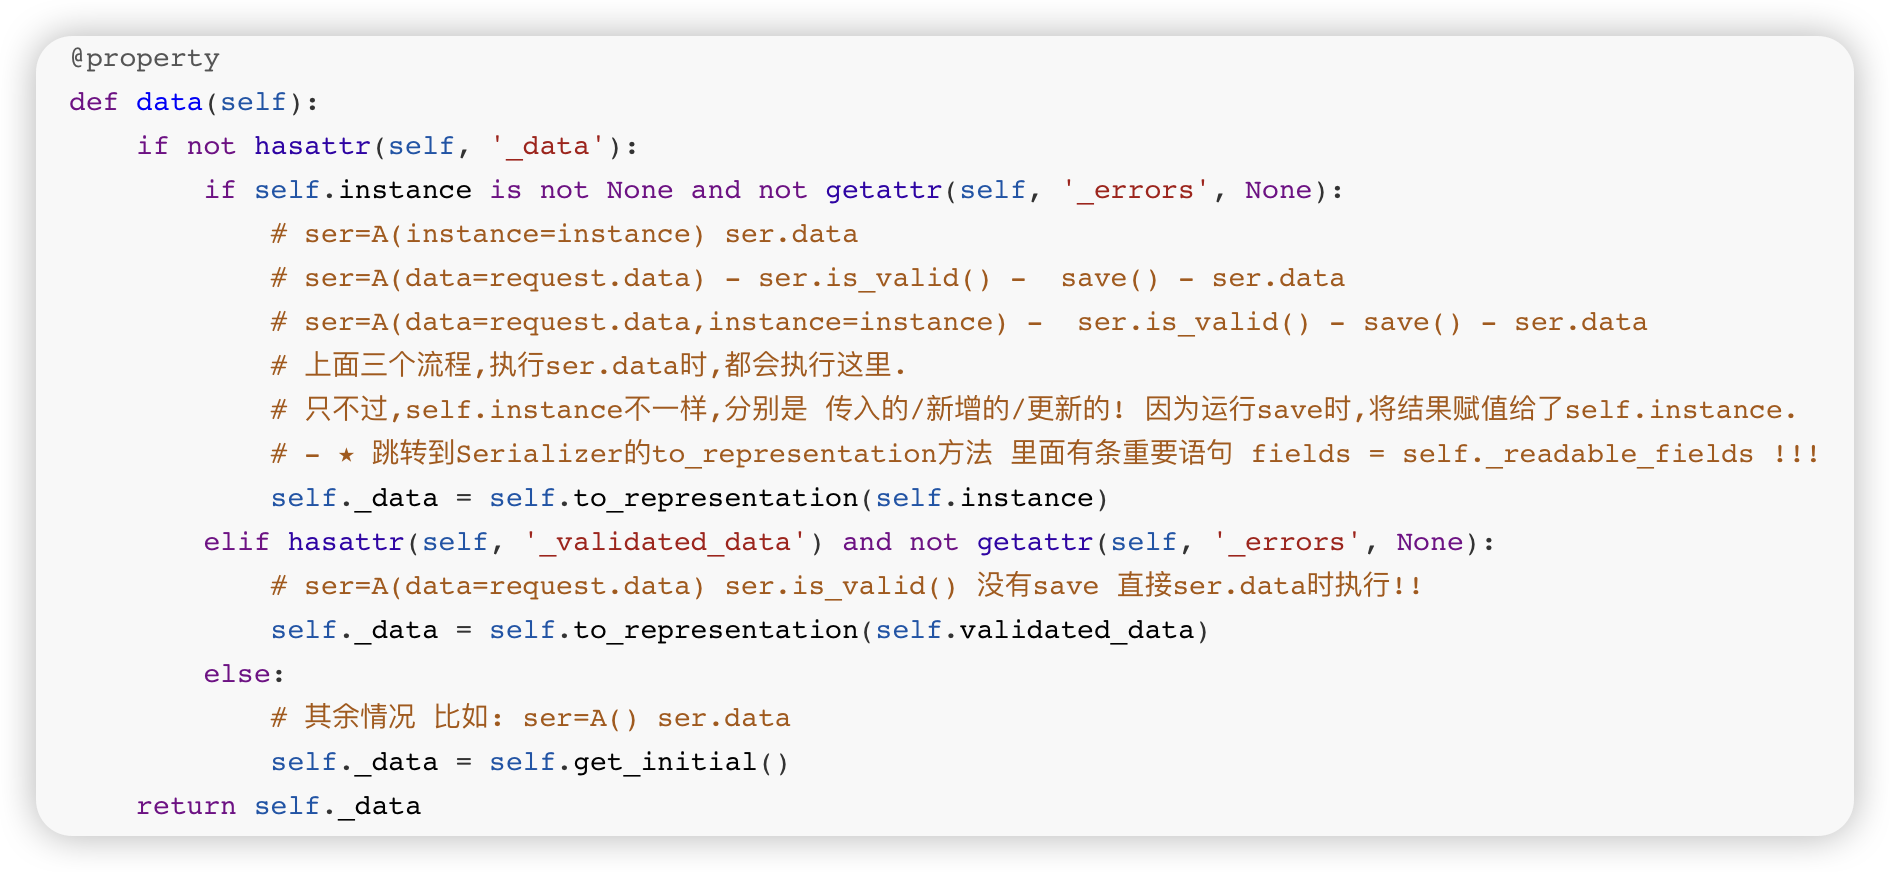 @property
def data(self):
    if not hasattr(self, '_data'):
        if self.instance is not None and not getattr(self, '_errors', None):
            # ser=A(instance=instance) ser.data
            # ser=A(data=request.data) - ser.is_valid() -  save() - ser.data
            # ser=A(data=request.data,instance=instance) -  ser.is_valid() - save() - ser.data
            # 上面三个流程,执行ser.data时,都会执行这里.
            # 只不过,self.instance不一样,分别是 传入的/新增的/更新的! 因为运行save时,将结果赋值给了self.instance.
            # - ★ 跳转到Serializer的to_representation方法 里面有条重要语句 fields = self._readable_fields !!!
            self._data = self.to_representation(self.instance)
        elif hasattr(self, '_validated_data') and not getattr(self, '_errors', None):
            # ser=A(data=request.data) ser.is_valid() 没有save 直接ser.data时执行!!
            self._data = self.to_representation(self.validated_data)
        else:
            # 其余情况 比如: ser=A() ser.data
            self._data = self.get_initial()
    return self._data